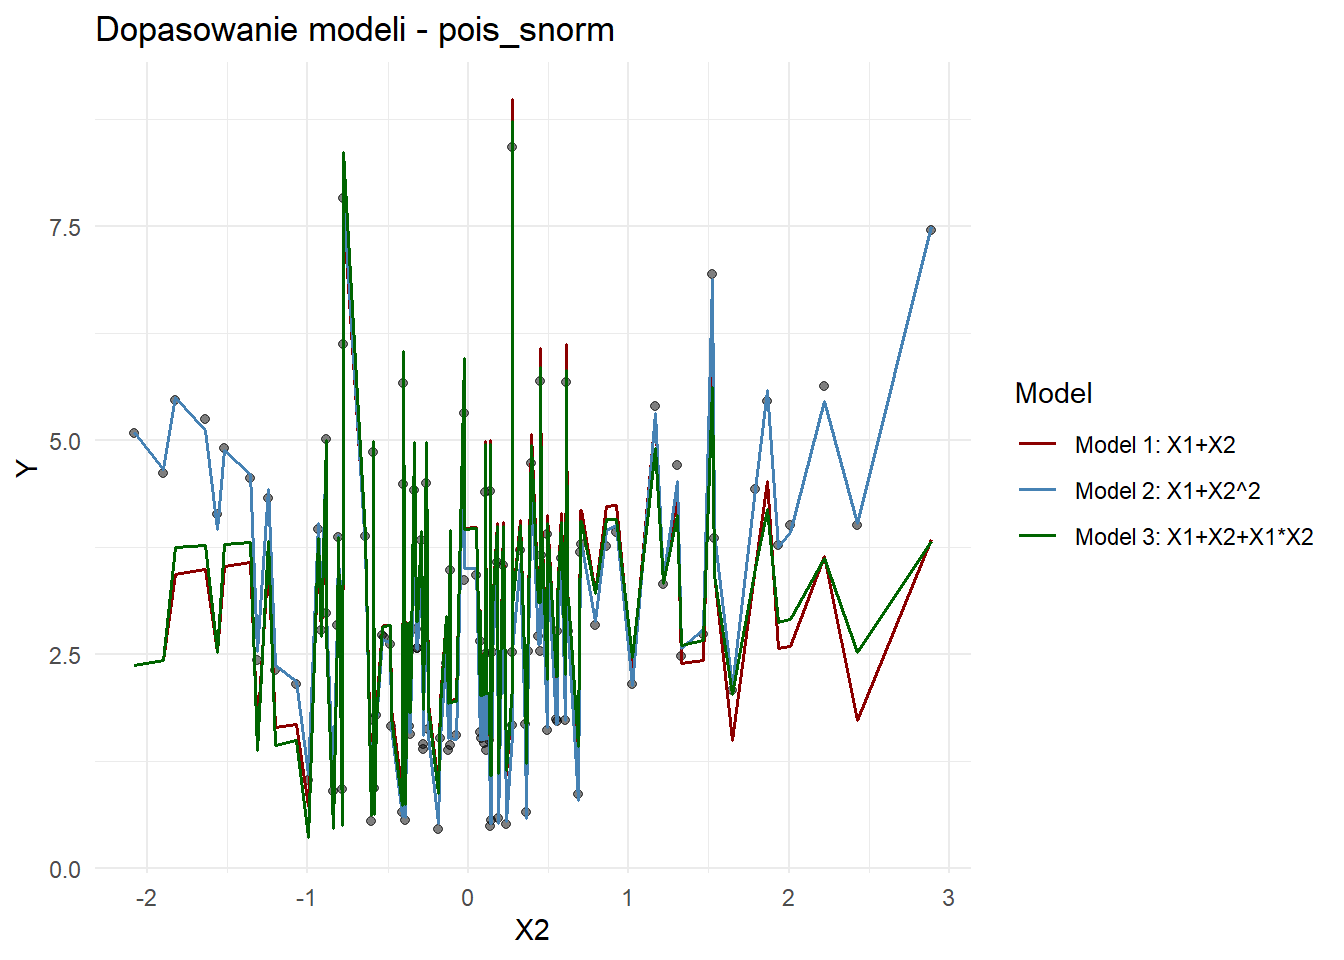 Dopasowanie modeli - pois_snorm
Y
7.5
5.0
2.5
0.0
-2
-1
0
1
2
3
X2
Model
Model 1: X1+X2
Model 2: X1+X2^2
Model 3: X1+X2+X1*X2